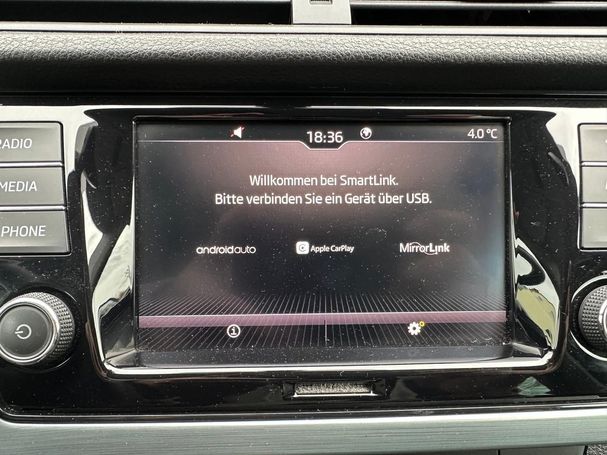 18:36
4.0 °C
RADIO
MEDIA
PHONE
Willkommen bei SmartLink.
Bitte verbinden Sie ein Gerät über USB.
androidauto
Apple CarPlay
MirrorLink